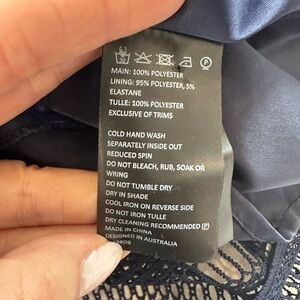 MAIN: 100% POLYESTER
LINING: 95% POLYESTER, 5%
ELASTANE
TULLE: 100% POLYESTER
EXCLUSIVE OF TRIMS
COLD HAND WASH
SEPARATELY INSIDE OUT
REDUCED SPIN
DO NOT BLEACH, RUB, SOAK OR
WRING
DO NOT TUMBLE DRY
DRY IN SHADE
COOL IRON ON REVERSE SIDE
DO NOT IRON TULLE
DRY CLEANING RECOMMENDED Ⓟ
MADE IN CHINA
DESIGNED IN AUSTRALIA